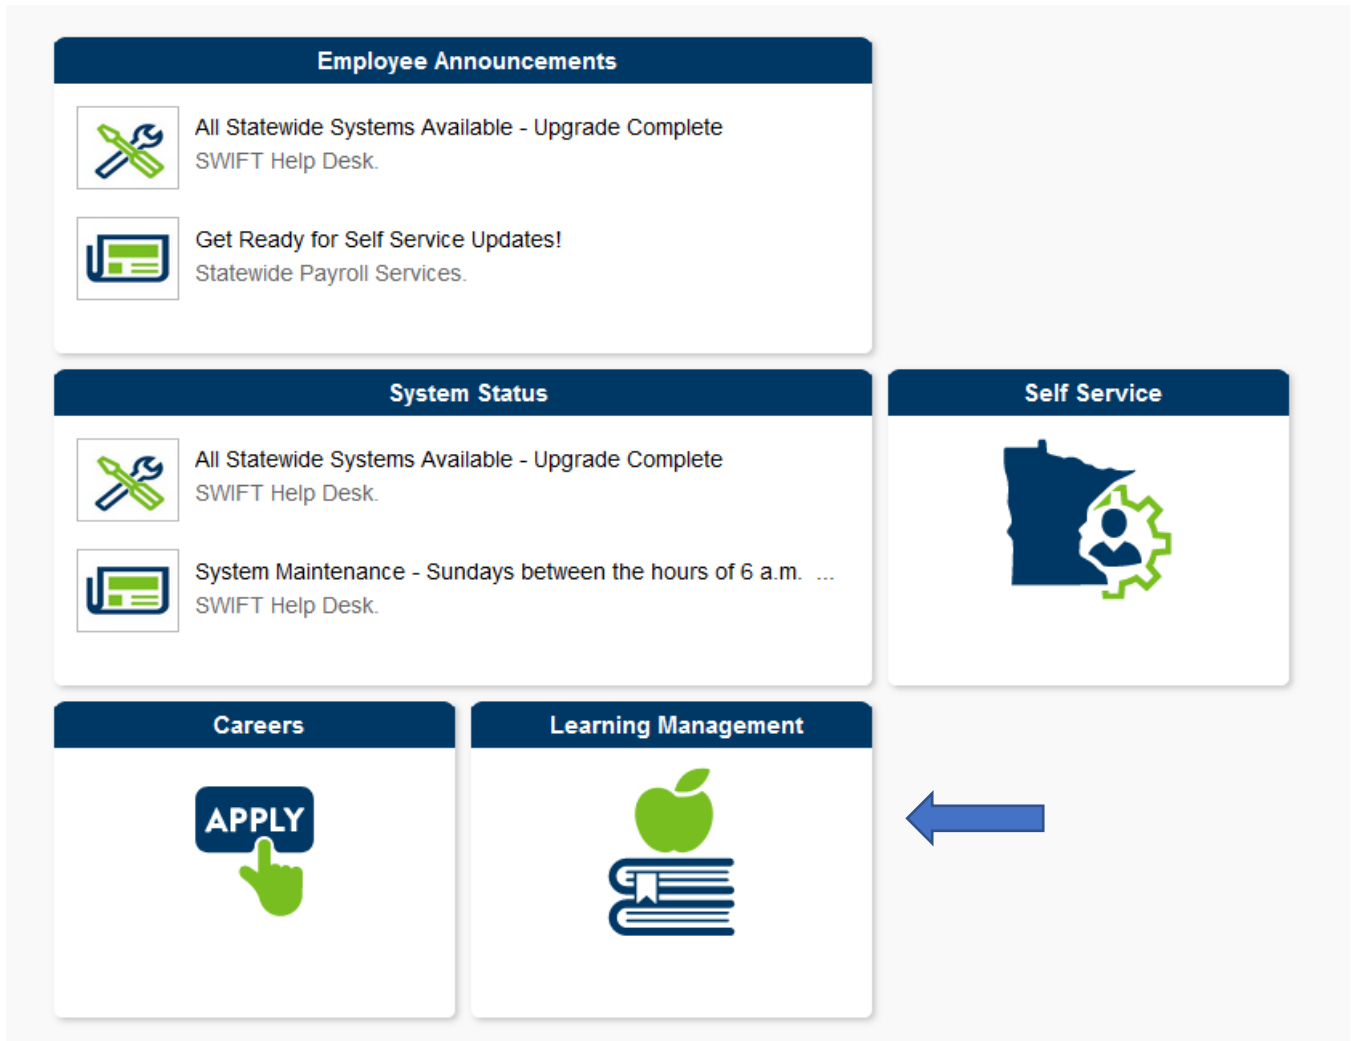 Employee Announcements
All Statewide Systems Available - Upgrade Complete
SWIFT Help Desk.
Get Ready for Self Service Updates!
Statewide Payroll Services.
System Status
All Statewide Systems Available - Upgrade Complete
SWIFT Help Desk.
System Maintenance - Sundays between the hours of 6 a.m. ...
SWIFT Help Desk.
Self Service
Careers
APPLY
Learning Management